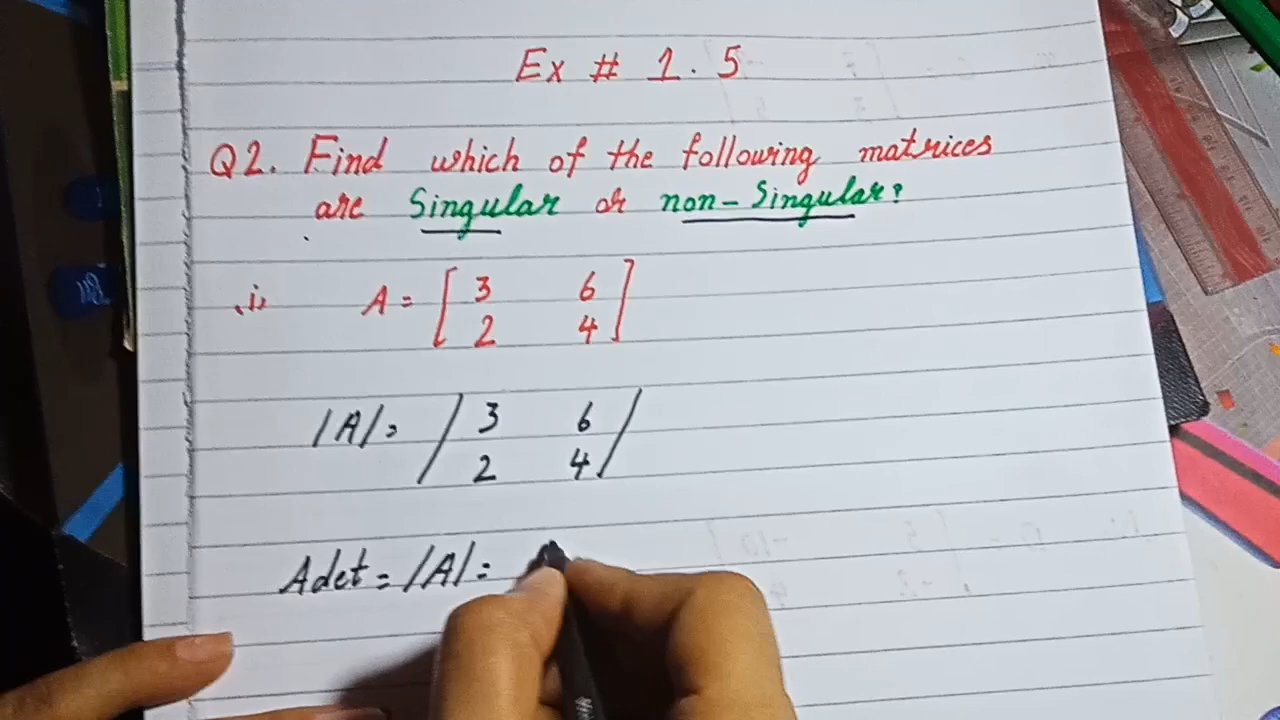 Ex # 1.5
Q2. Find which of the following matrices
are Singular or non-Singular?
(i) A = [ 3 6
2 4 ]
|A| = | 3 6
2 4 |
Adet = |A| =